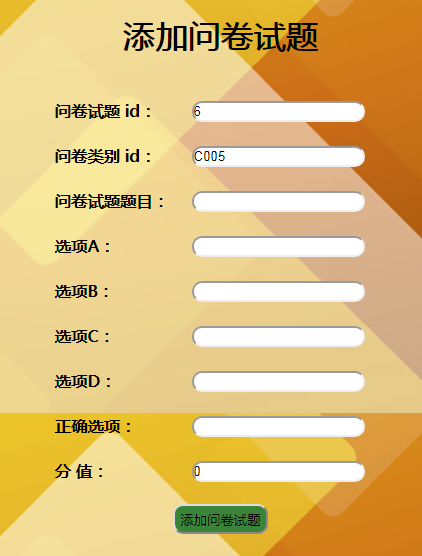 添加问卷试题
问卷试题 id： 6
问卷类别 id： C005
问卷试题题目：
选项A：
选项B：
选项C：
选项D：
正确选项：
分 值： 0
添加问卷试题